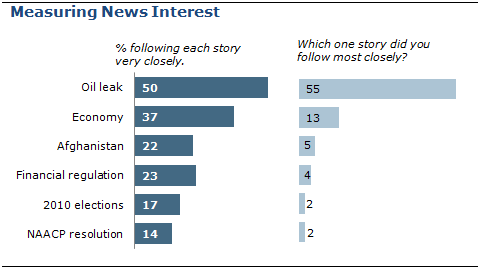 Measuring News Interest
% following each story
very closely.
Which one story did you
follow most closely?
Oil leak 50 55
Economy 37 13
Afghanistan 22 5
Financial regulation 23 4
2010 elections 17 2
NAACP resolution 14 2